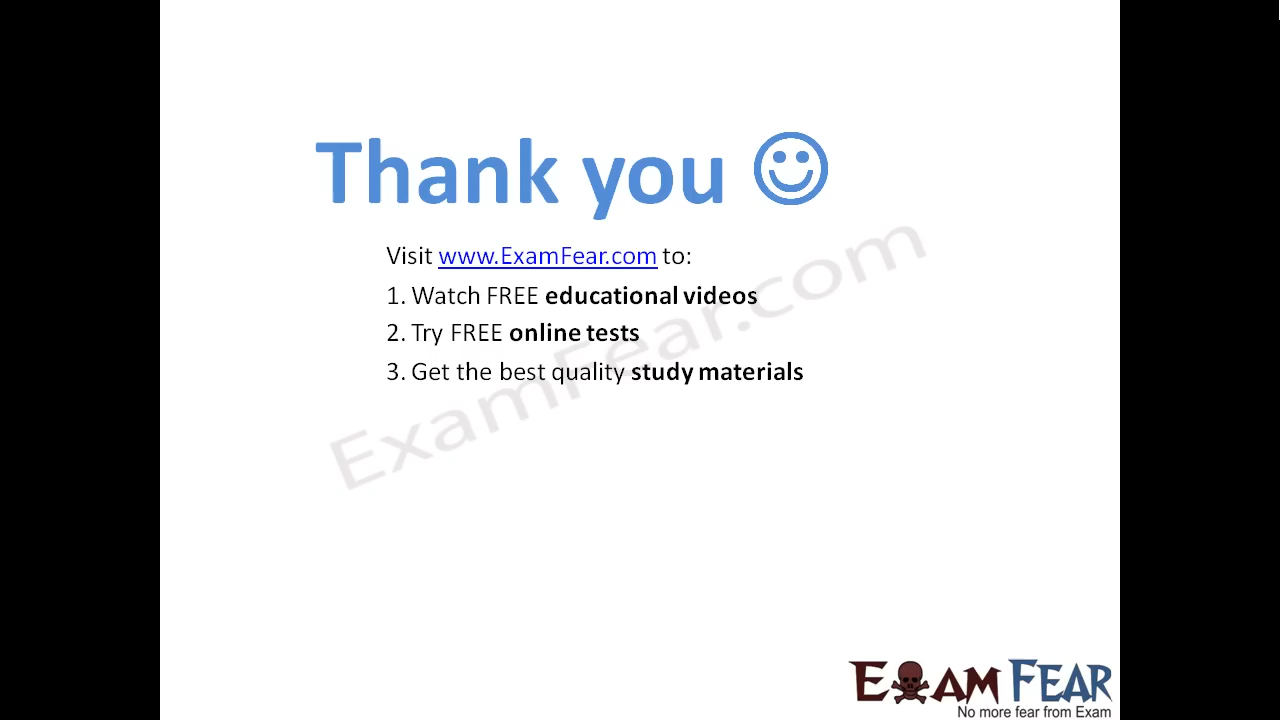 Thank you ☺
Visit www.ExamFear.com to:
1. Watch FREE educational videos
2. Try FREE online tests
3. Get the best quality study materials
ExamFear.com
EXAM FEAR
No more fear from Exam